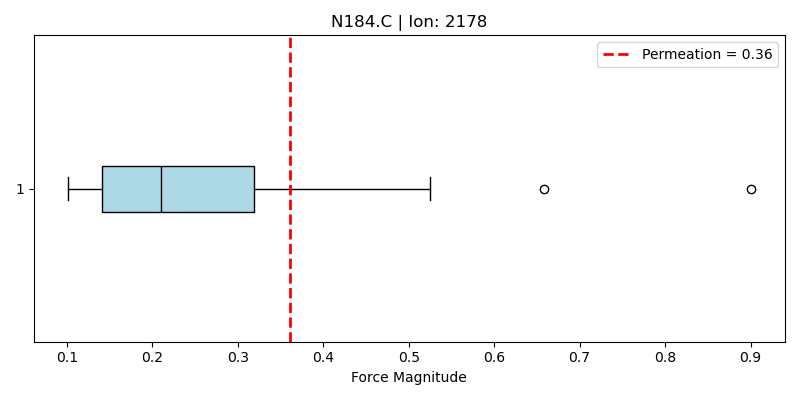 N184.C | Ion: 2178
Permeation = 0.36
1
0.1 0.2 0.3 0.4 0.5 0.6 0.7 0.8 0.9
Force Magnitude